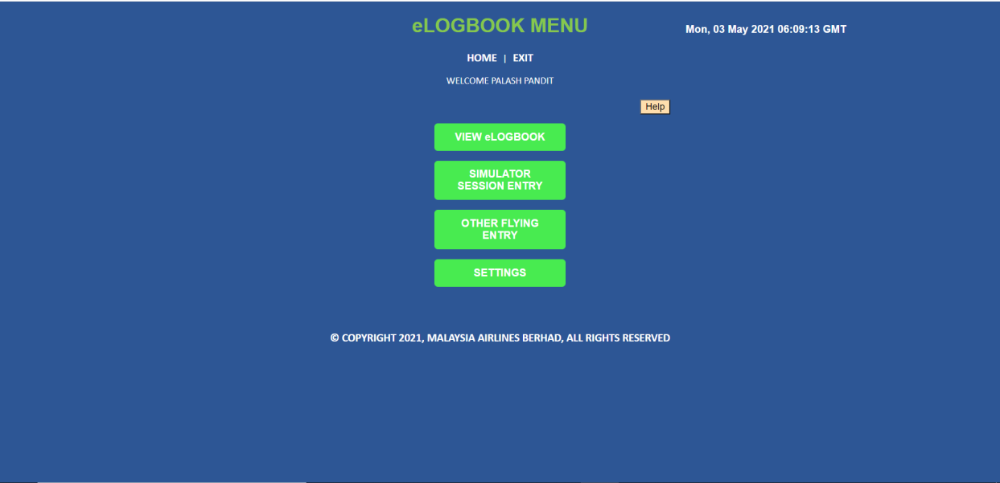 eLOGBOOK MENU
Mon, 03 May 2021 06:09:13 GMT
HOME | EXIT
WELCOME PALASH PANDIT
Help
VIEW eLOGBOOK
SIMULATOR
SESSION ENTRY
OTHER FLYING
ENTRY
SETTINGS
© COPYRIGHT 2021, MALAYSIA AIRLINES BERHAD, ALL RIGHTS RESERVED